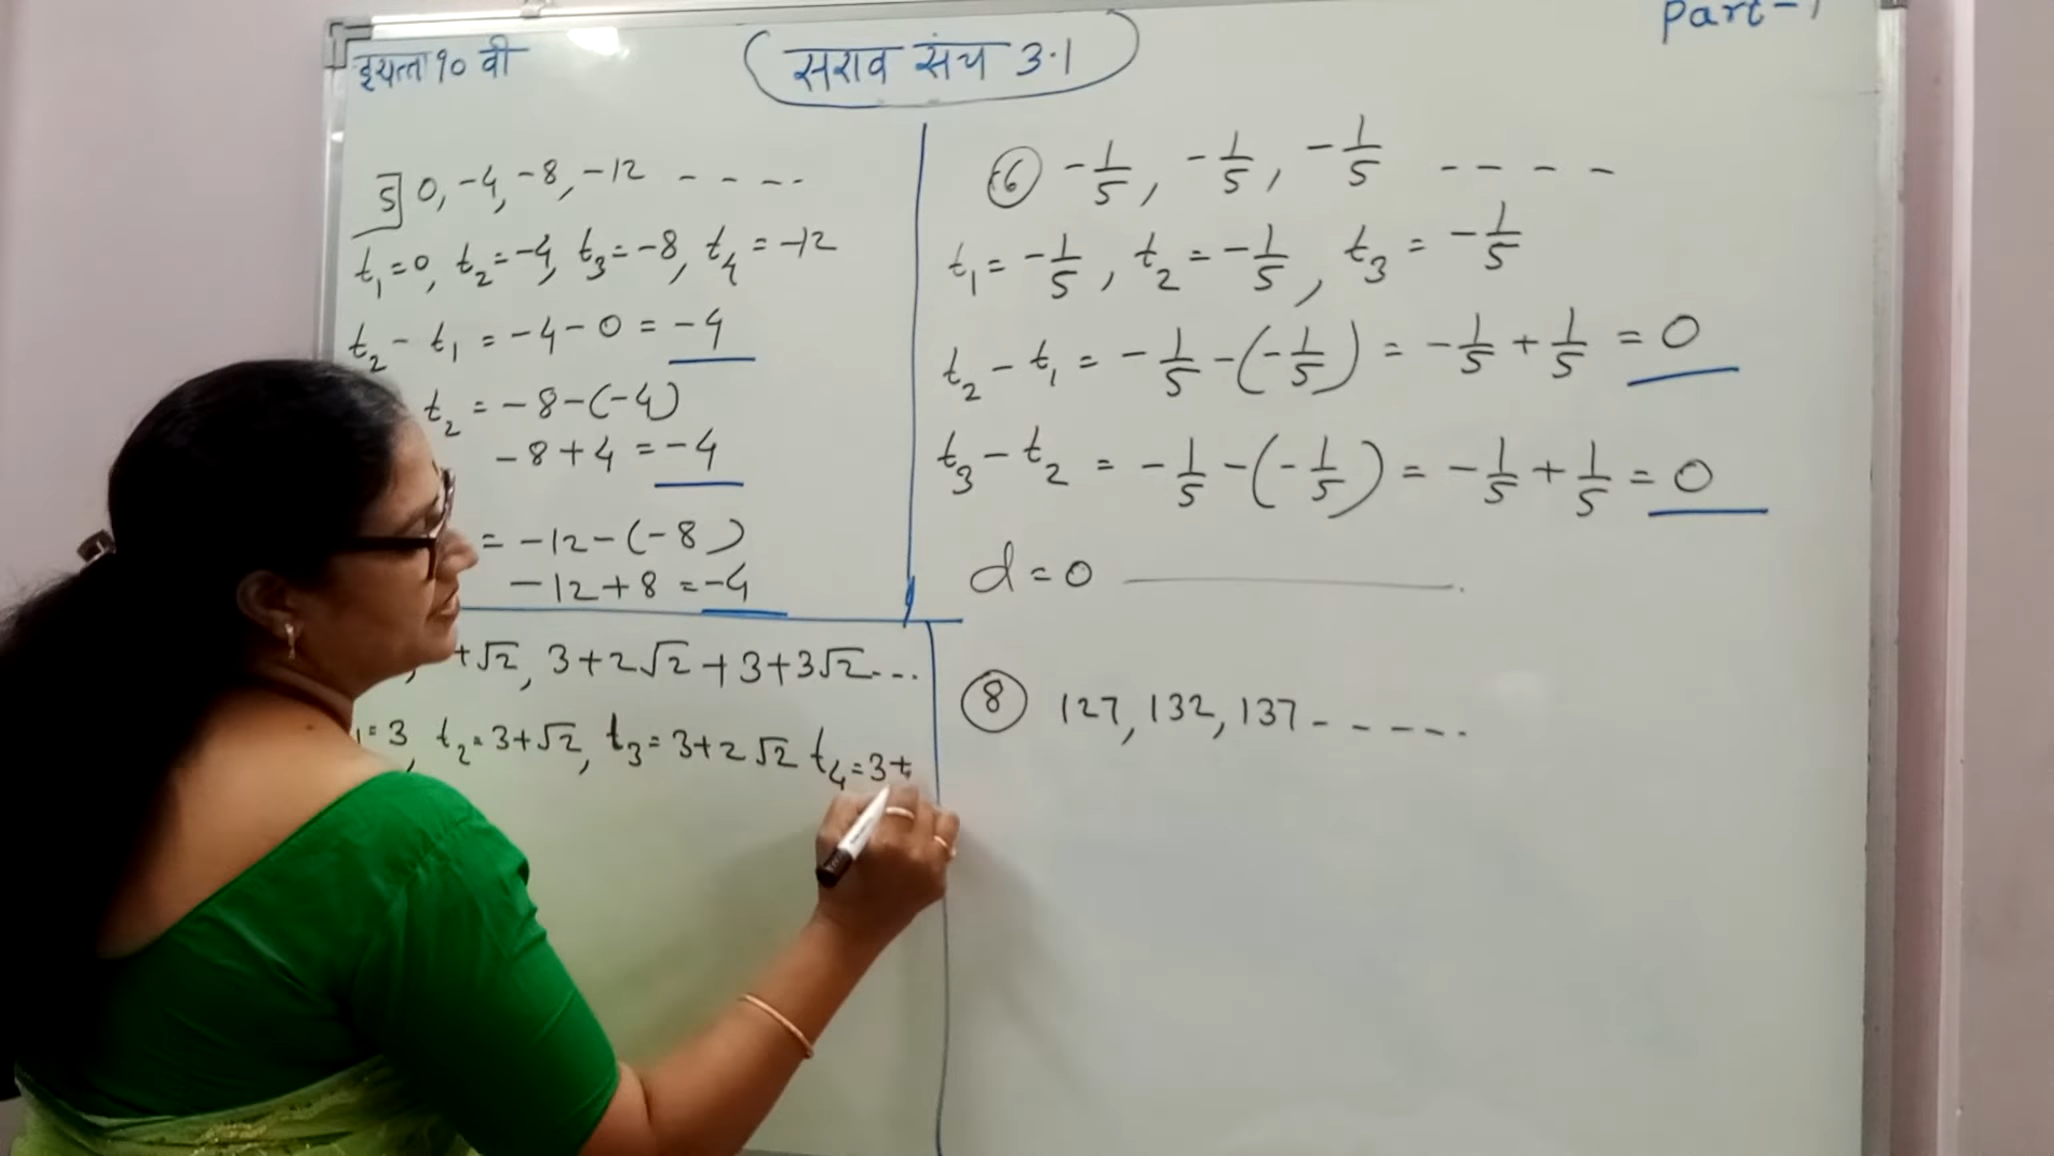 इयत्ता १० वी
सराव संच 3.1
Part-1
5] 0, -4, -8, -12 - - - -
t₁=0, t₂=-4, t₃=-8, t₄=-12
t₂ - t₁ = -4-0 = -4
t₂ = -8-(-4)
-8+4 = -4
= -12-(-8)
-12+8 = -4
⑥ -1/5, -1/5, -1/5 - - - -
t₁=-1/5, t₂=-1/5, t₃=-1/5
t₂ - t₁ = -1/5-(-1/5) = -1/5+1/5 = 0
t₃ - t₂ = -1/5-(-1/5) = -1/5+1/5 = 0
d=0 ———.
+√2, 3+2√2+3+3√2...
₁=3, t₂=3+√2, t₃=3+2√2 t₄=3+
⑧ 127, 132, 137 - - - - -.